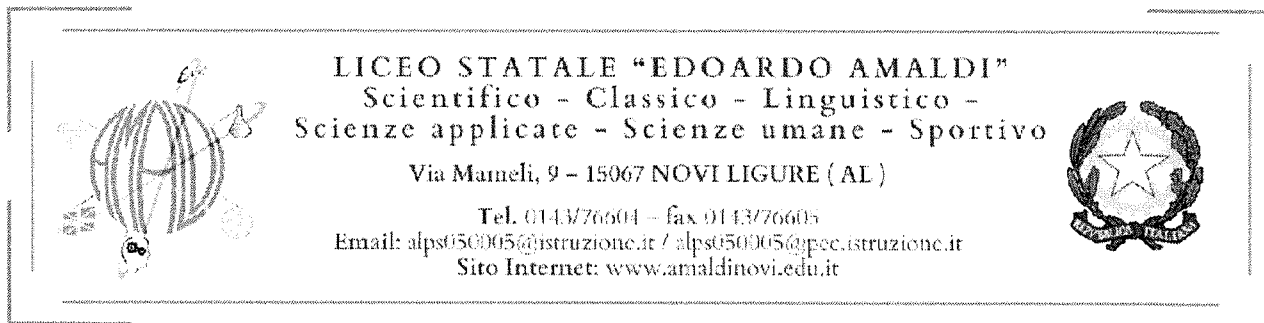 LICEO STATALE “EDOARDO AMALDI”
Scientifico - Classico - Linguistico -
Scienze applicate - Scienze umane - Sportivo
Via Mameli, 9 – 15067 NOVI LIGURE ( AL )
Tel. 0143/76604 – fax 0143/76605
Email: alps050005@istruzione.it / alps050005@pec.istruzione.it
Sito Internet: www.amaldinovi.edu.it